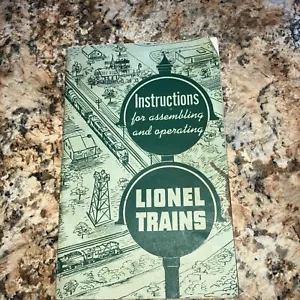 Instructions
for assembling
and operating
LIONEL
TRAINS